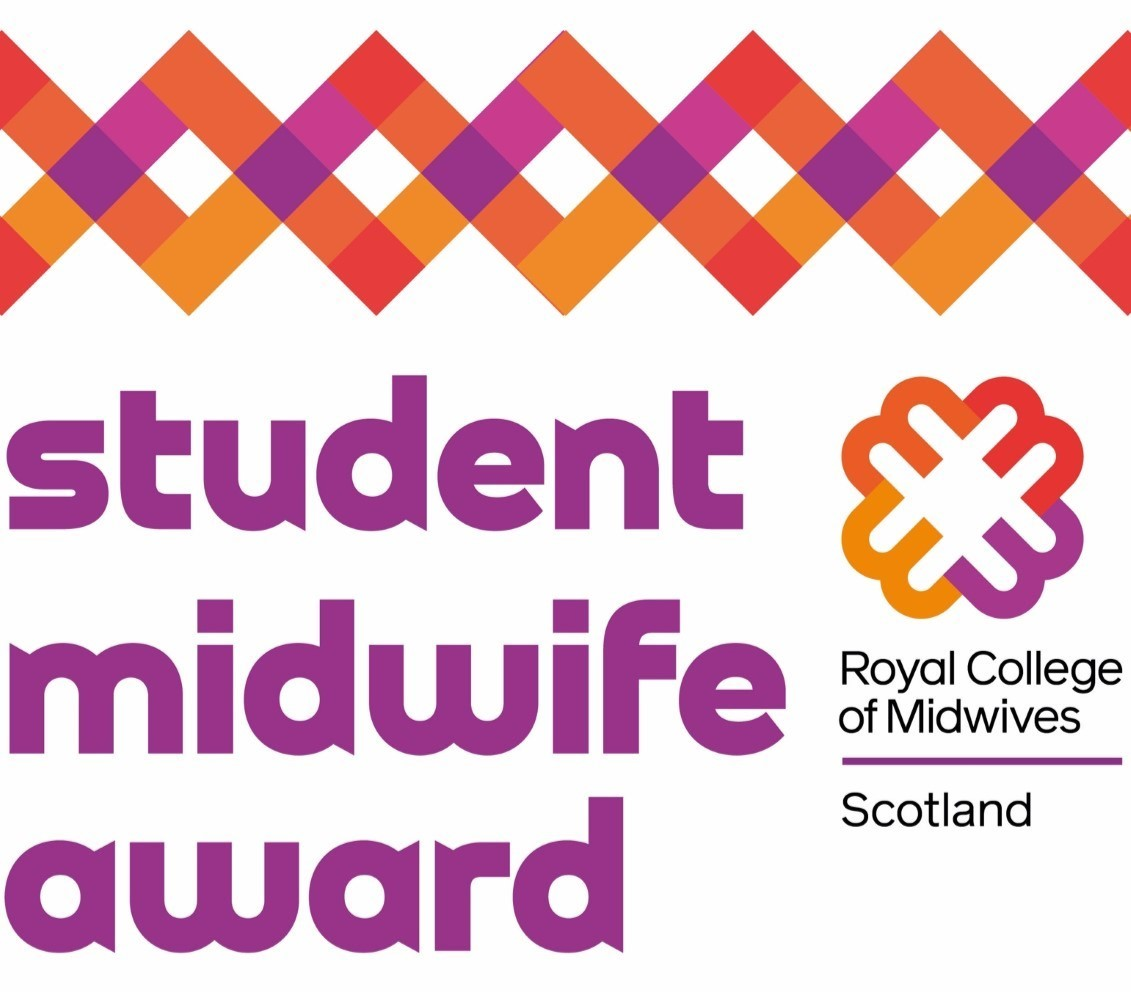 student
midwife
award
Royal College
of Midwives
Scotland